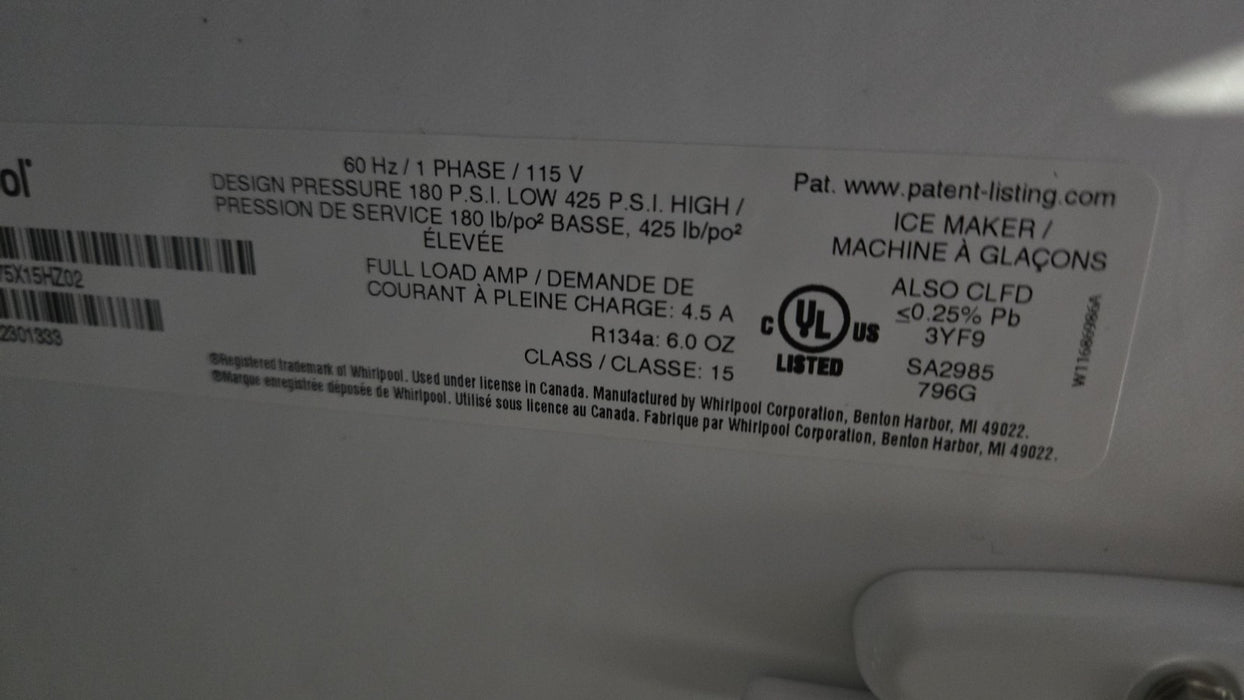 ol
5X15HZ02
2301333
60 Hz / 1 PHASE / 115 V
DESIGN PRESSURE 180 P.S.I. LOW 425 P.S.I. HIGH /
PRESSION DE SERVICE 180 lb/po² BASSE, 425 lb/po²
ÉLEVÉE
FULL LOAD AMP / DEMANDE DE
COURANT À PLEINE CHARGE: 4.5 A
R134a: 6.0 OZ
CLASS / CLASSE: 15
Pat. www.patent-listing.com
ICE MAKER /
MACHINE À GLAÇONS
C UL US
LISTED
ALSO CLFD
≤0.25% Pb
3YF9
SA2985
796G
W11686986A
®Registered trademark of Whirlpool. Used under license in Canada. Manufactured by Whirlpool Corporation, Benton Harbor, MI 49022.
®Marque enregistrée déposée de Whirlpool. Utilisé sous licence au Canada. Fabrique par Whirlpool Corporation, Benton Harbor, MI 49022.